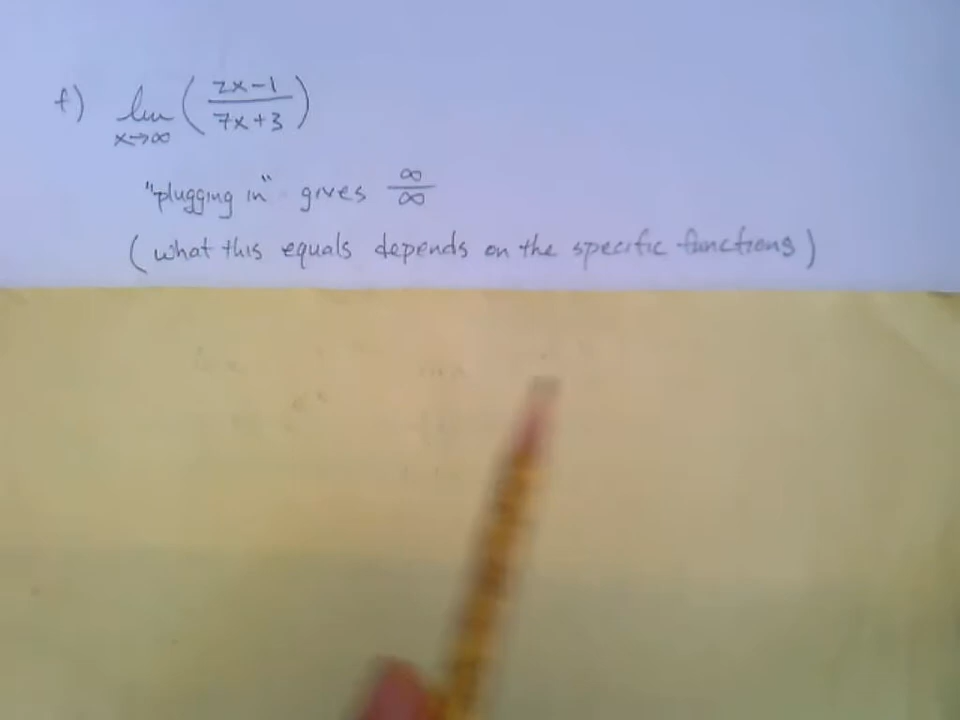 f) lim x→∞ ( 2x-1 / 7x+3 )
"plugging in" gives ∞/∞
(what this equals depends on the specific functions)